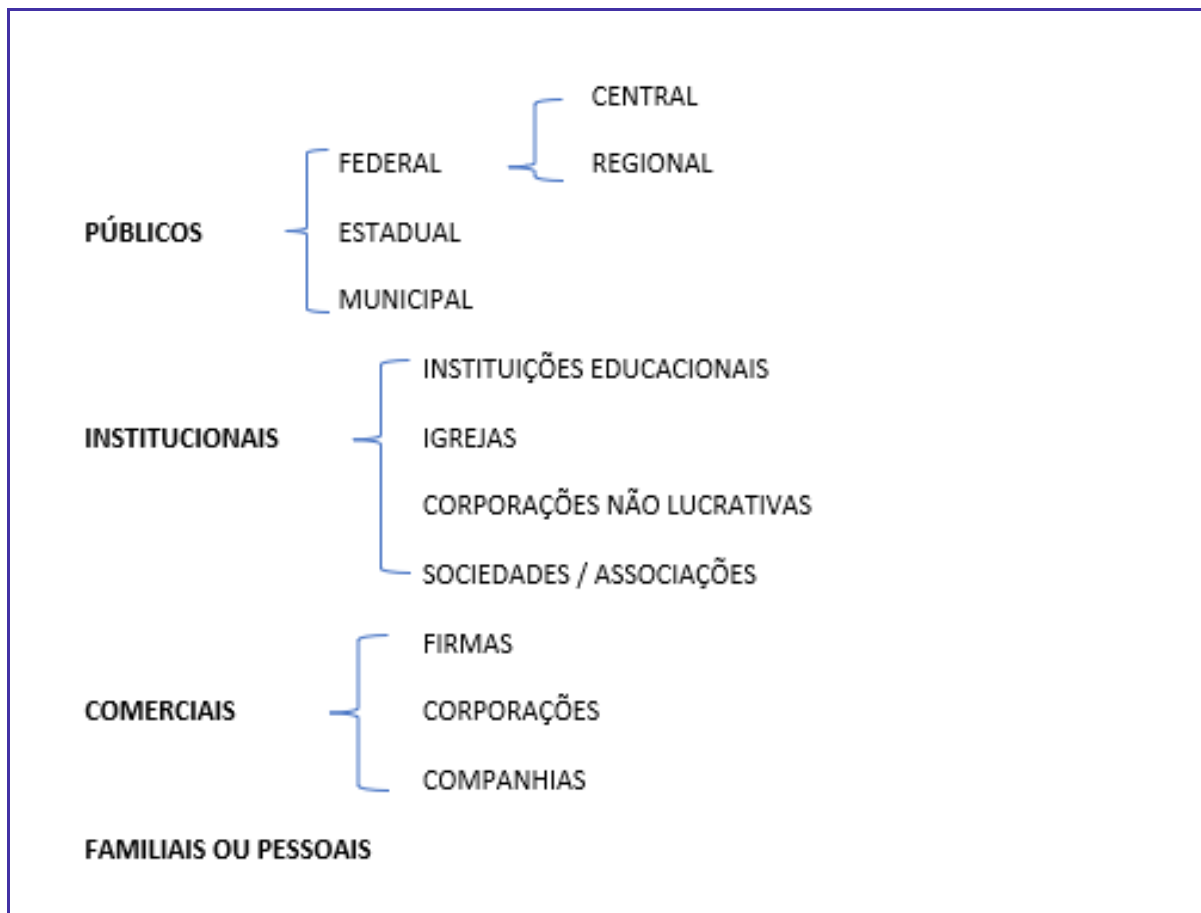 CENTRAL
FEDERAL REGIONAL
PÚBLICOS ESTADUAL
MUNICIPAL
INSTITUIÇÕES EDUCACIONAIS
INSTITUCIONAIS IGREJAS
CORPORAÇÕES NÃO LUCRATIVAS
SOCIEDADES / ASSOCIAÇÕES
FIRMAS
COMERCIAIS CORPORAÇÕES
COMPANHIAS
FAMILIAIS OU PESSOAIS